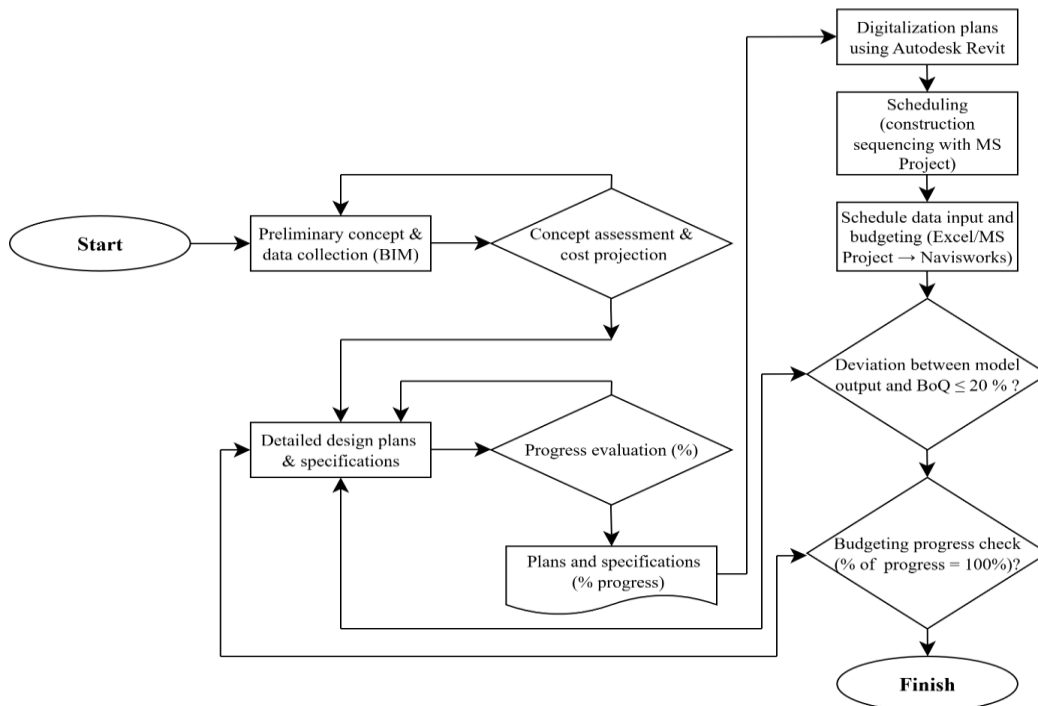 Start
Preliminary concept &
data collection (BIM)
Concept assessment &
cost projection
Detailed design plans
& specifications
Progress evaluation (%)
Plans and specifications
(% progress)
Digitalization plans
using Autodesk Revit
Scheduling
(construction
sequencing with MS
Project)
Schedule data input and
budgeting (Excel/MS
Project → Navisworks)
Deviation between model
output and BoQ ≤ 20 % ?
Budgeting progress check
(% of progress = 100%)?
Finish